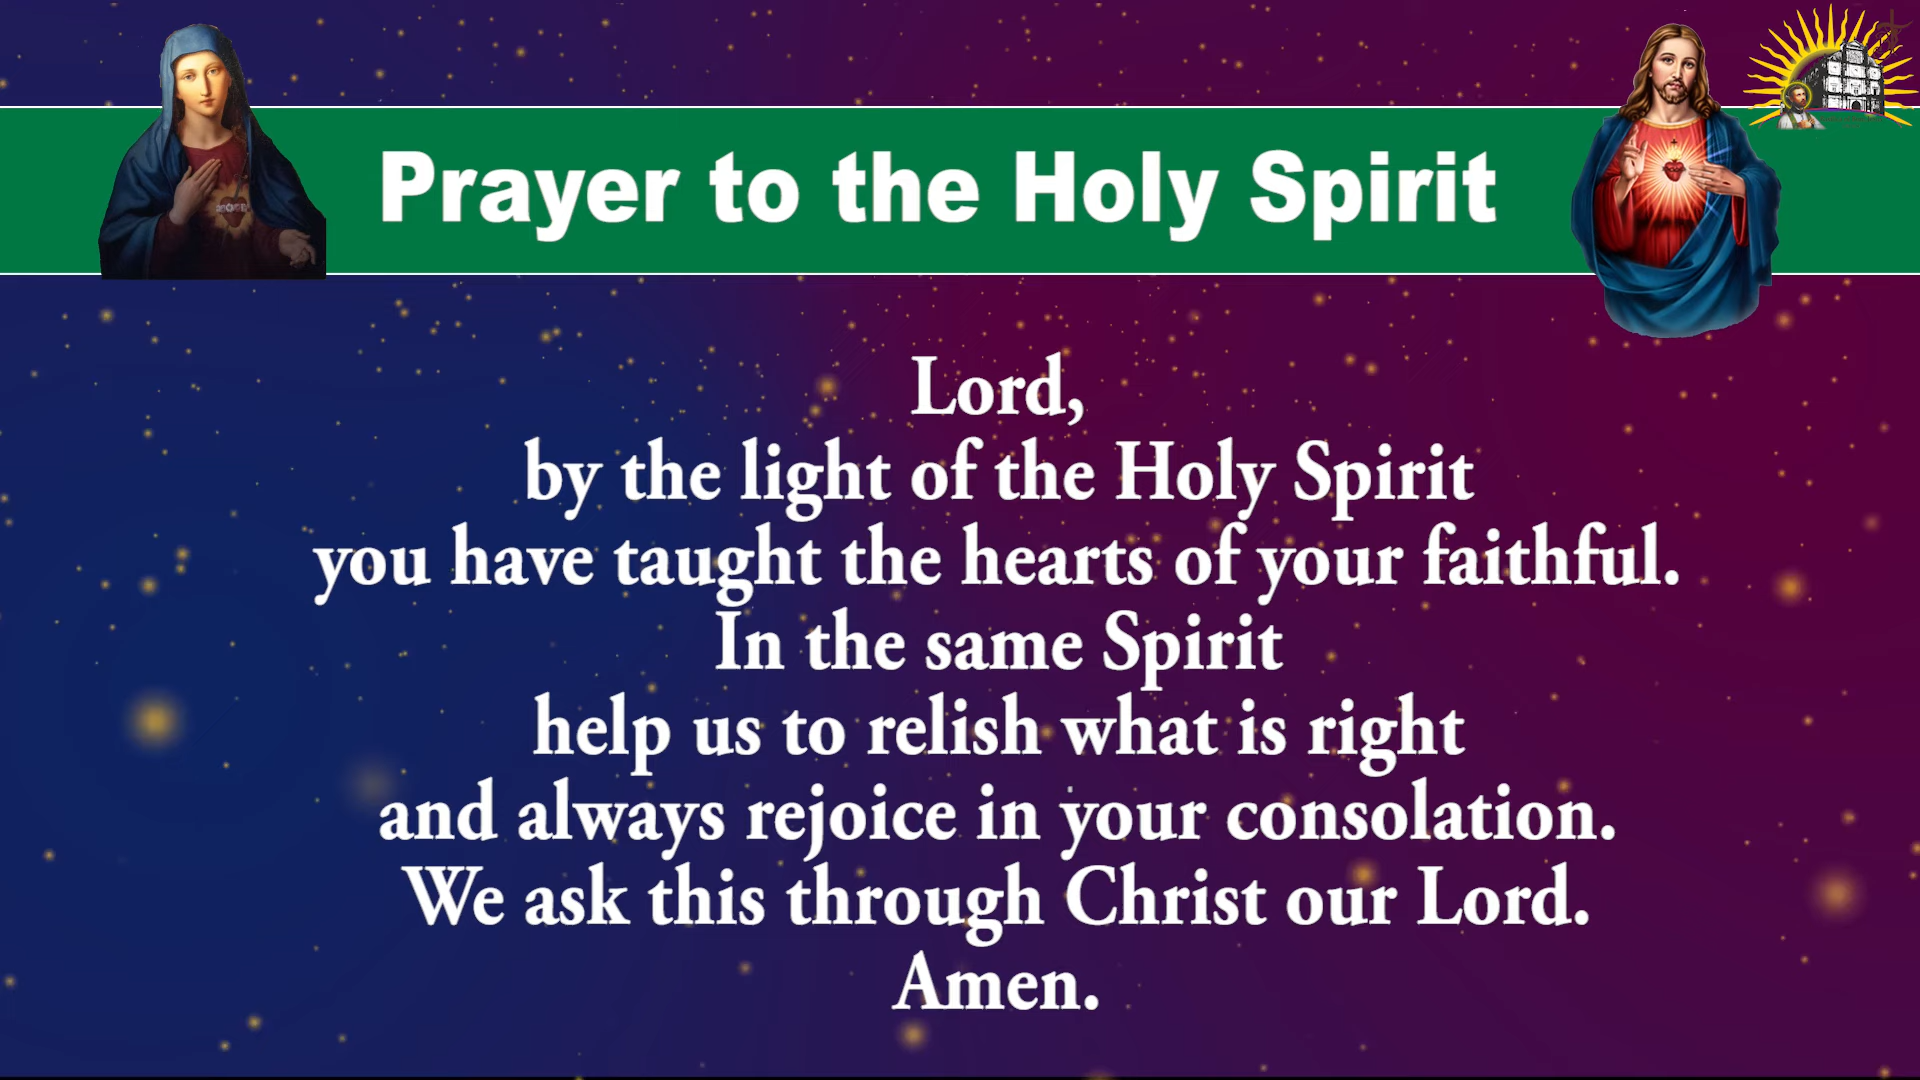 Prayer to the Holy Spirit
Lord,
by the light of the Holy Spirit
you have taught the hearts of your faithful.
In the same Spirit
help us to relish what is right
and always rejoice in your consolation.
We ask this through Christ our Lord.
Amen.